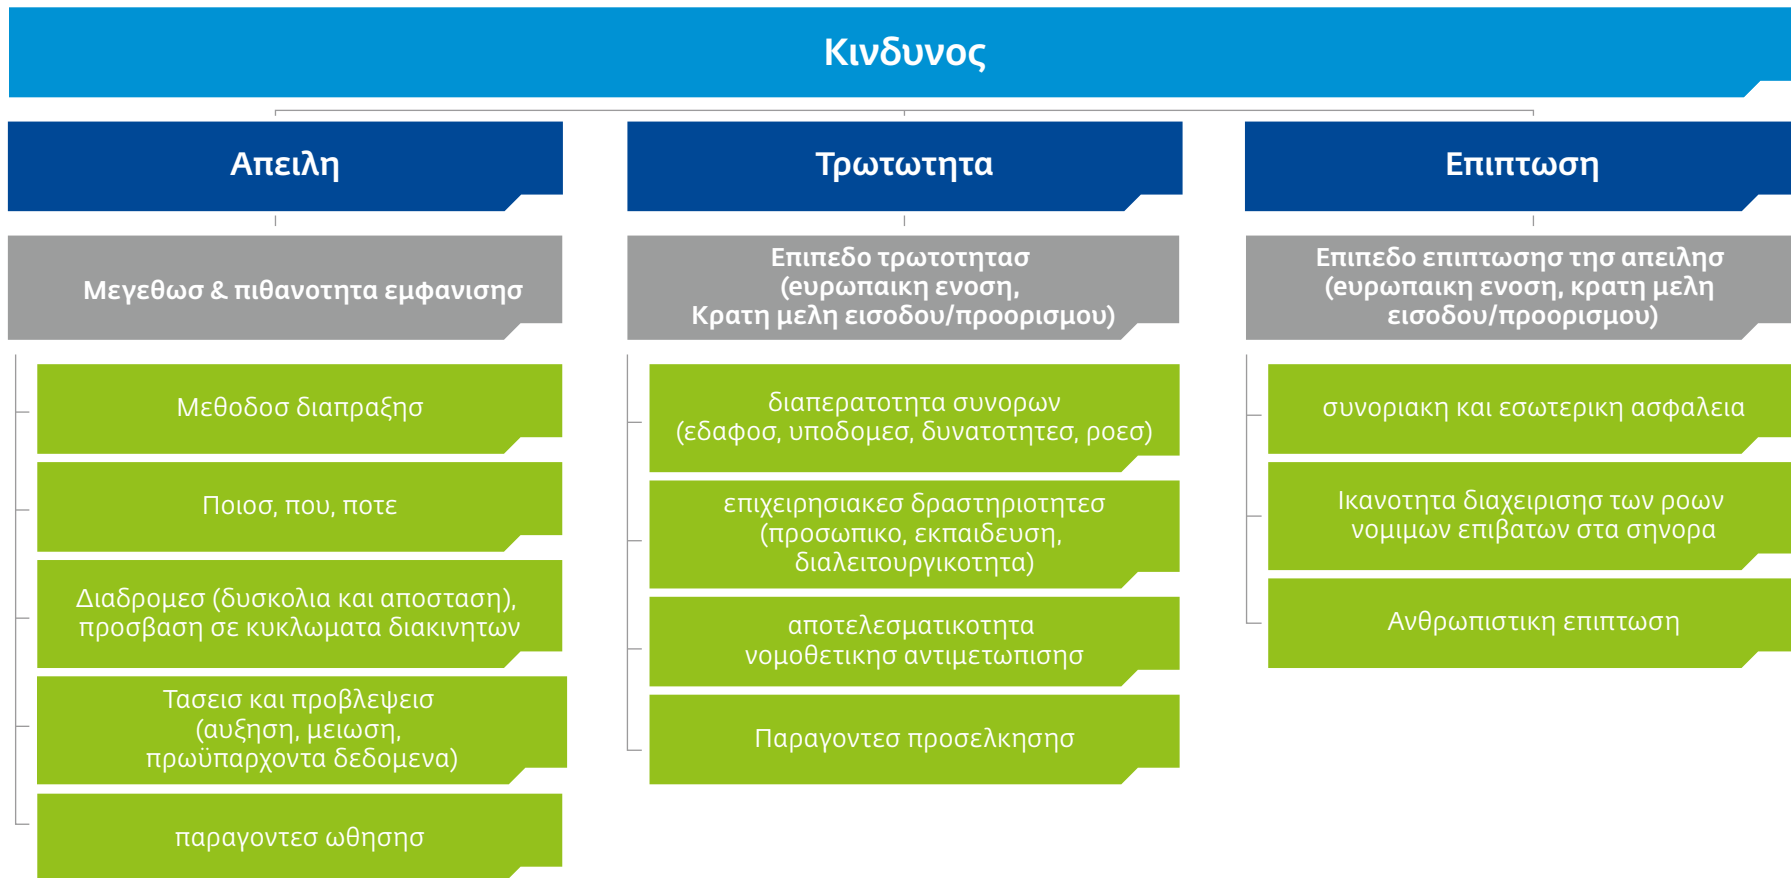 Κινδυνος
Απειλη
Μεγεθωσ & πιθανοτητα εμφανισησ
Μεθοδοσ διαπραξησ
Ποιοσ, που, ποτε
Διαδρομεσ (δυσκολια και αποσταση),
προσβαση σε κυκλωματα διακινητων
Τασεισ και προβλεψεισ
(αυξηση, μειωση,
πρωϋπαρχοντα δεδομενα)
παραγοντεσ ωθησησ
Τρωτωτητα
Επιπεδο τρωτοτητασ
(eυρωπαικη ενοση,
Κρατη μελη εισοδου/προορισμου)
διαπερατοτητα συνορων
(εδαφοσ, υποδομεσ, δυνατοτητεσ, ροεσ)
επιχειρησιακεσ δραστηριοτητεσ
(προσωπικο, εκπαιδευση,
διαλειτουργικοτητα)
αποτελεσματικοτητα
νομοθετικησ αντιμετωπισησ
Παραγοντεσ προσελκησησ
Επιπτωση
Επιπεδο επιπτωσησ τησ απειλησ
(eυρωπαικη ενοση, κρατη μελη
εισοδου/προορισμου)
συνοριακη και εσωτερικη ασφαλεια
Ικανοτητα διαχειρισησ των ροων
νομιμων επιβατων στα σηνορα
Ανθρωπιστικη επιπτωση